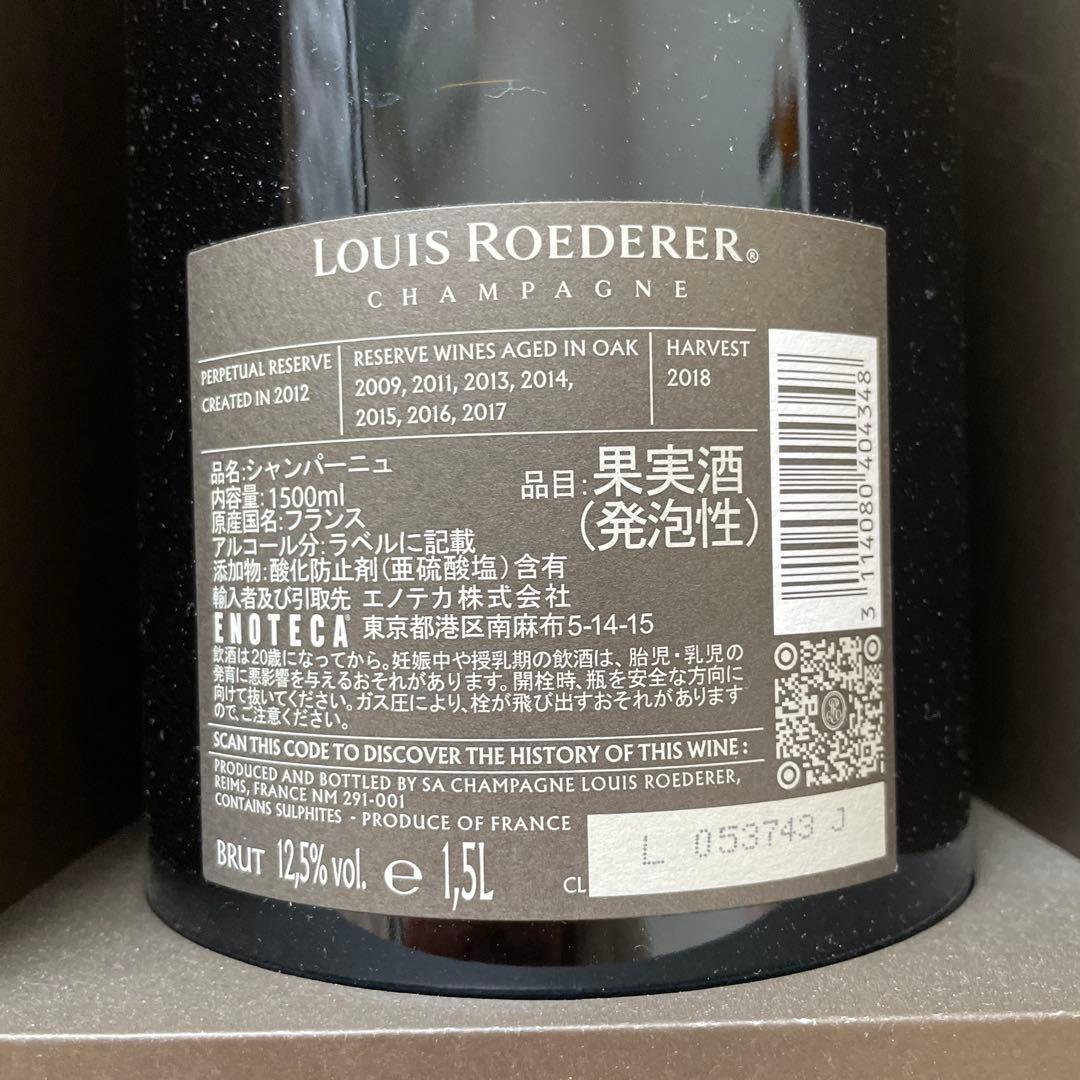 LOUIS ROEDERER®
CHAMPAGNE
PERPETUAL RESERVE
CREATED IN 2012
RESERVE WINES AGED IN OAK
2009, 2011, 2013, 2014,
2015, 2016, 2017
HARVEST
2018
品名:シャンパーニュ
内容量:1500ml
原産国名:フランス
アルコール分:ラベルに記載
添加物:酸化防止剤(亜硫酸塩)含有
品目:果実酒
(発泡性)
輸入者及び引取先 エノテカ株式会社
ENOTECA 東京都港区南麻布5-14-15
飲酒は20歳になってから。妊娠中や授乳期の飲酒は、胎児・乳児の
発育に悪影響を与えるおそれがあります。開栓時、瓶を安全な方向に
向けて抜いてください。ガス圧により、栓が飛び出すおそれがあります
ので、ご注意ください。
3 114080 404348
SCAN THIS CODE TO DISCOVER THE HISTORY OF THIS WINE :
PRODUCED AND BOTTLED BY SA CHAMPAGNE LOUIS ROEDERER,
REIMS, FRANCE NM 291-001
CONTAINS SULPHITES - PRODUCE OF FRANCE
BRUT 12,5% vol. ℮ 1,5L
CL
L 053743 J